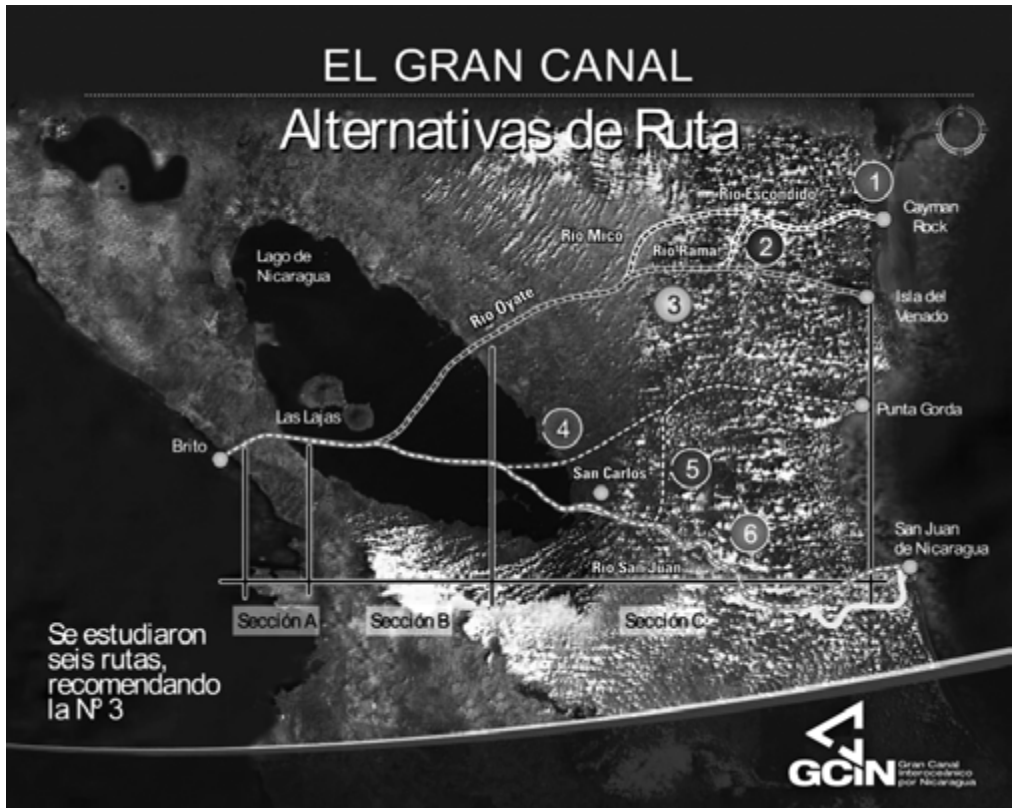 EL GRAN CANAL
Alternativas de Ruta
1
Río Escondido
Cayman
Rock
Río Mico
2
Río Rama
Lago de
Nicaragua
3
Isla del
Venado
Río Oyate
Las Lajas
Punta Gorda
4
Brito
San Carlos
5
6
San Juan
de Nicaragua
Río San Juan
Sección A
Sección B
Sección C
Se estudiaron
seis rutas,
recomendando
la Nº 3
GCIN
Gran Canal
Interoceánico
por Nicaragua